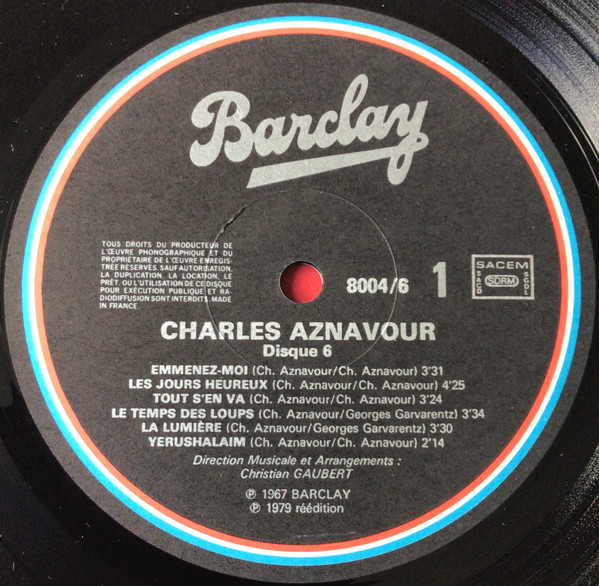 Barclay
TOUS DROITS DU PRODUCTEUR DE
L'ŒUVRE PHONOGRAPHIQUE ET DU
PROPRIÉTAIRE DE L'ŒUVRE ENREGIS-
TREE RESERVES. SAUF AUTORISATION,
LA DUPLICATION, LA LOCATION, LE
PRÊT, OU L'UTILISATION DE CE DISQUE
POUR EXÉCUTION PUBLIQUE ET RA-
DIODIFFUSION SONT INTERDITS. MADE
IN FRANCE.
8004/6 1
SACEM
SACD SDRM SGDL
CHARLES AZNAVOUR
Disque 6
EMMENEZ-MOI (Ch. Aznavour/Ch. Aznavour) 3'31
LES JOURS HEUREUX (Ch. Aznavour/Ch. Aznavour) 4'25
TOUT S'EN VA (Ch. Aznavour/Ch. Aznavour) 3'24
LE TEMPS DES LOUPS (Ch. Aznavour/Georges Garvarentz) 3'34
LA LUMIÈRE (Ch. Aznavour/Georges Garvarentz) 3'30
YERUSHALAIM (Ch. Aznavour/Ch. Aznavour) 2'14
Direction Musicale et Arrangements :
Christian GAUBERT
℗ 1967 BARCLAY
℗ 1979 réédition